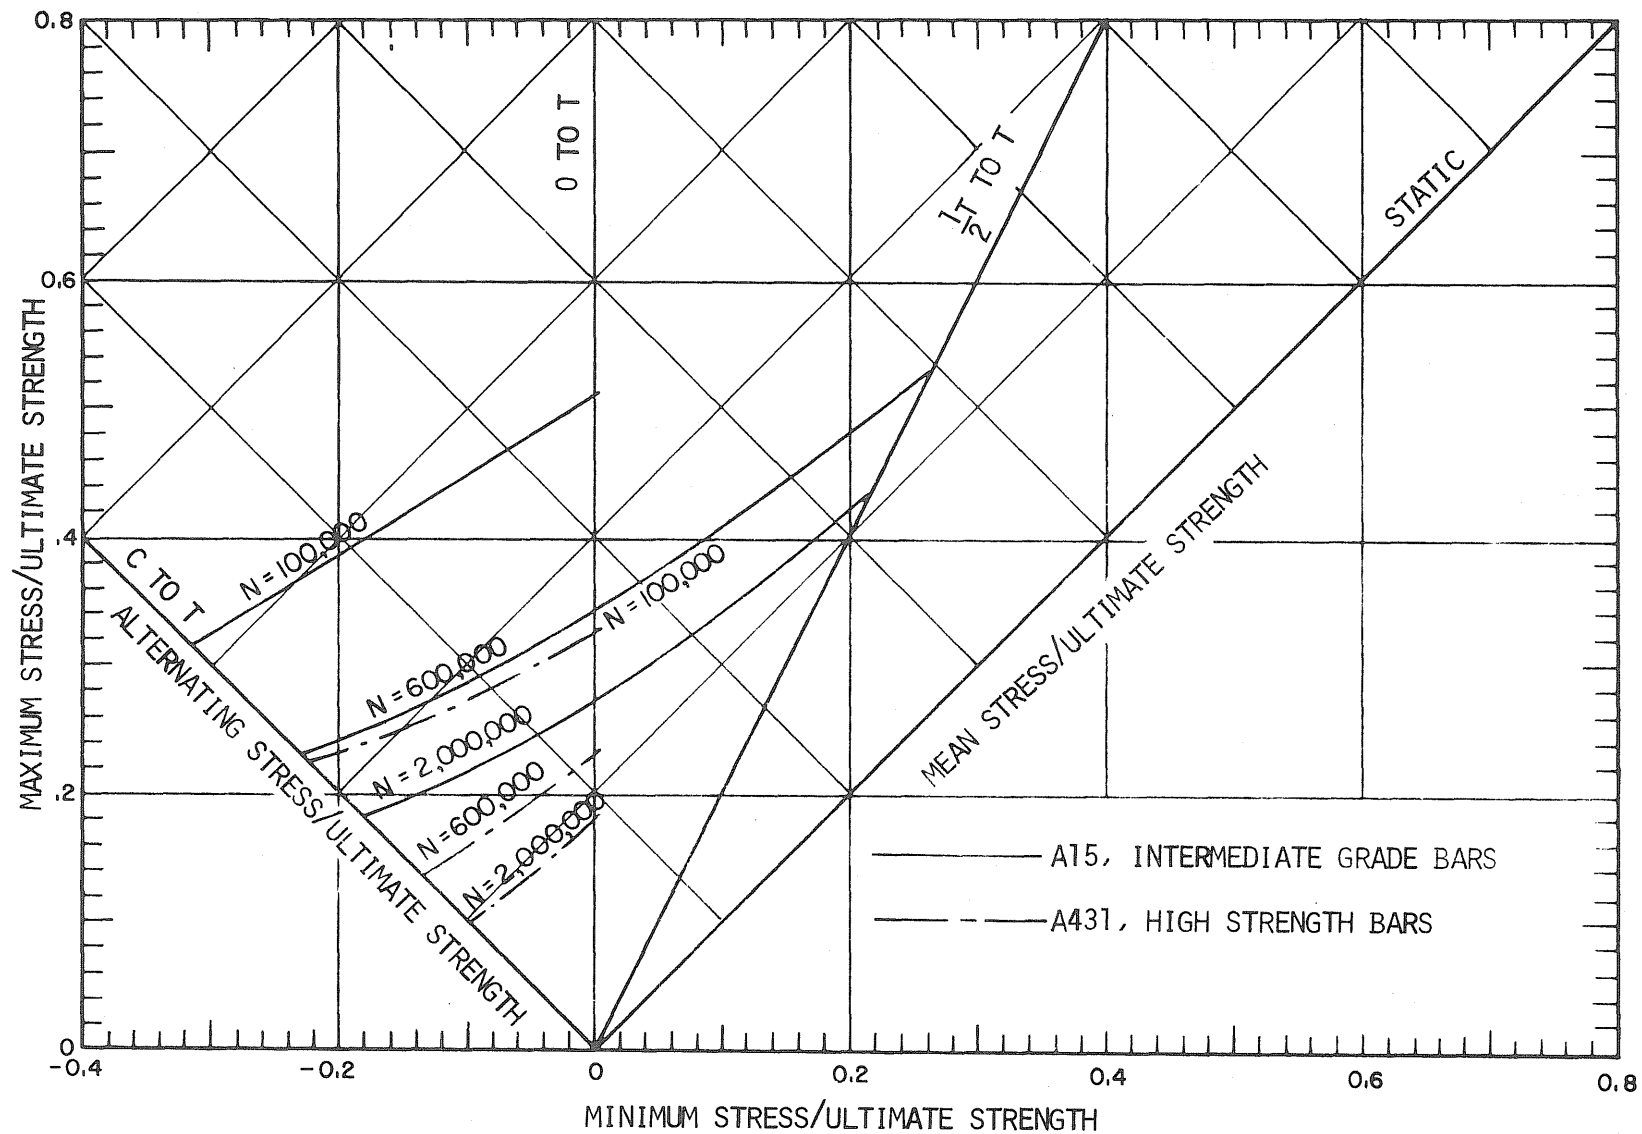 0.8
0.6
.4
.2
0
MAXIMUM STRESS/ULTIMATE STRENGTH
0 TO T
1/2 T TO T
STATIC
C TO T
ALTERNATING STRESS/ULTIMATE STRENGTH
MEAN STRESS/ULTIMATE STRENGTH
N=100,000
N=600,000
N=100,000
N=2,000,000
N=600,000
N=2,000,000
A15, INTERMEDIATE GRADE BARS
A431, HIGH STRENGTH BARS
-0.4
-0.2
0
0.2
0.4
0.6
0.8
MINIMUM STRESS/ULTIMATE STRENGTH